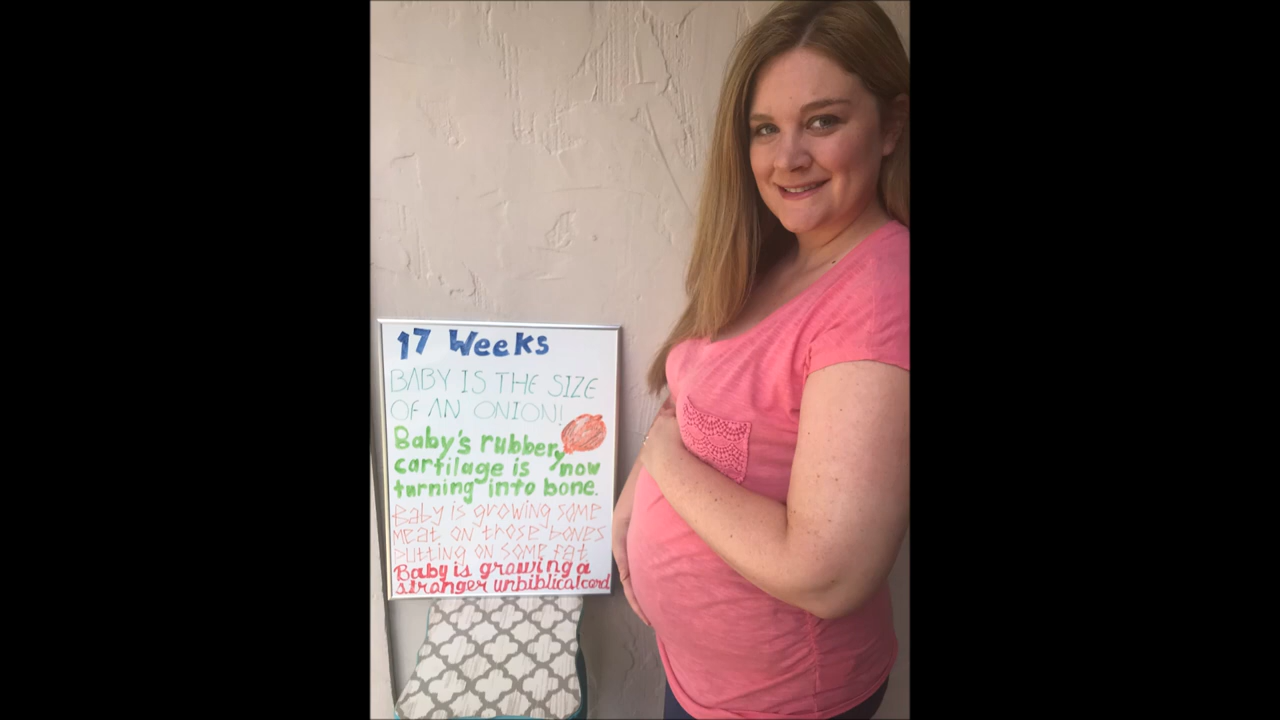 17 Weeks
BABY IS THE SIZE
OF AN ONION!
Baby's rubbery
cartilage is now
turning into bone.
Baby is growing some
meat on those bones
putting on some fat
Baby is growing a
stronger unbiblical cord